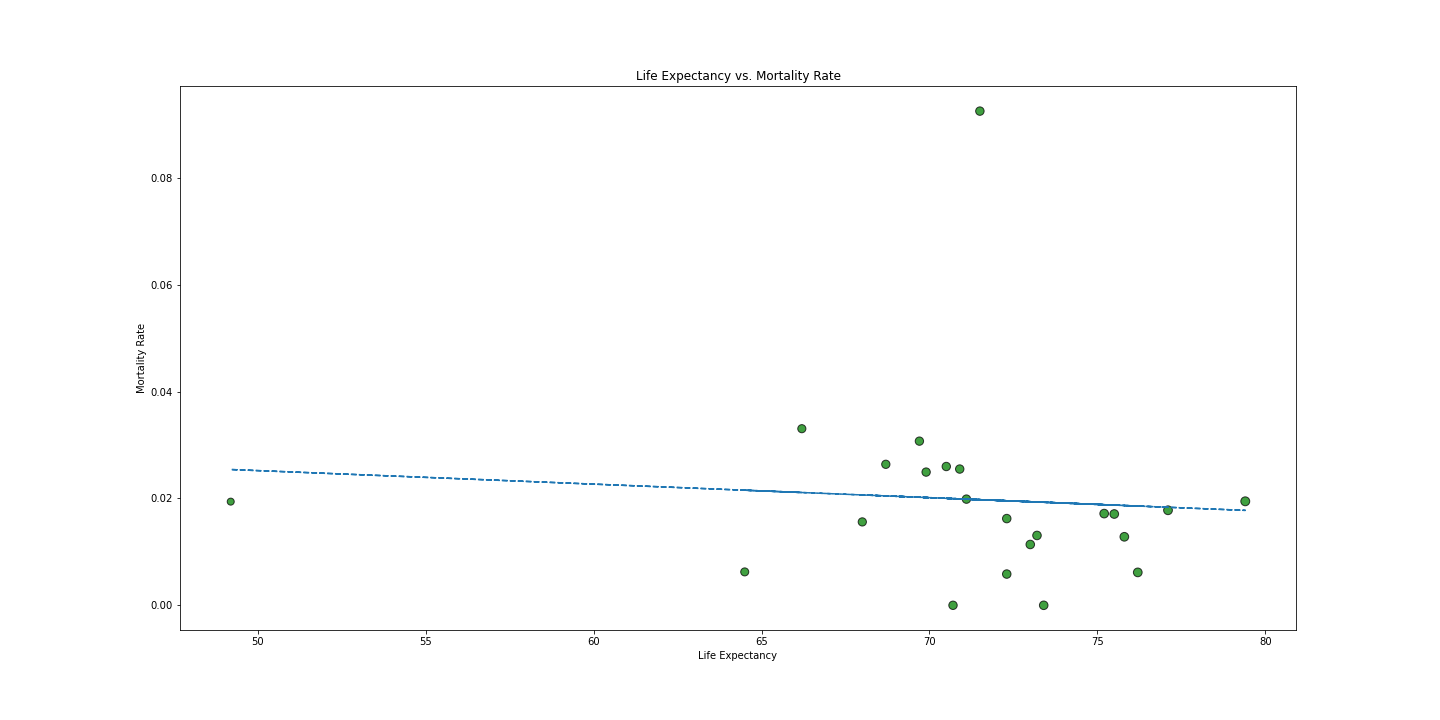 Life Expectancy vs. Mortality Rate
0.08
0.06
0.04
0.02
0.00
Mortality Rate
50 55 60 65 70 75 80
Life Expectancy